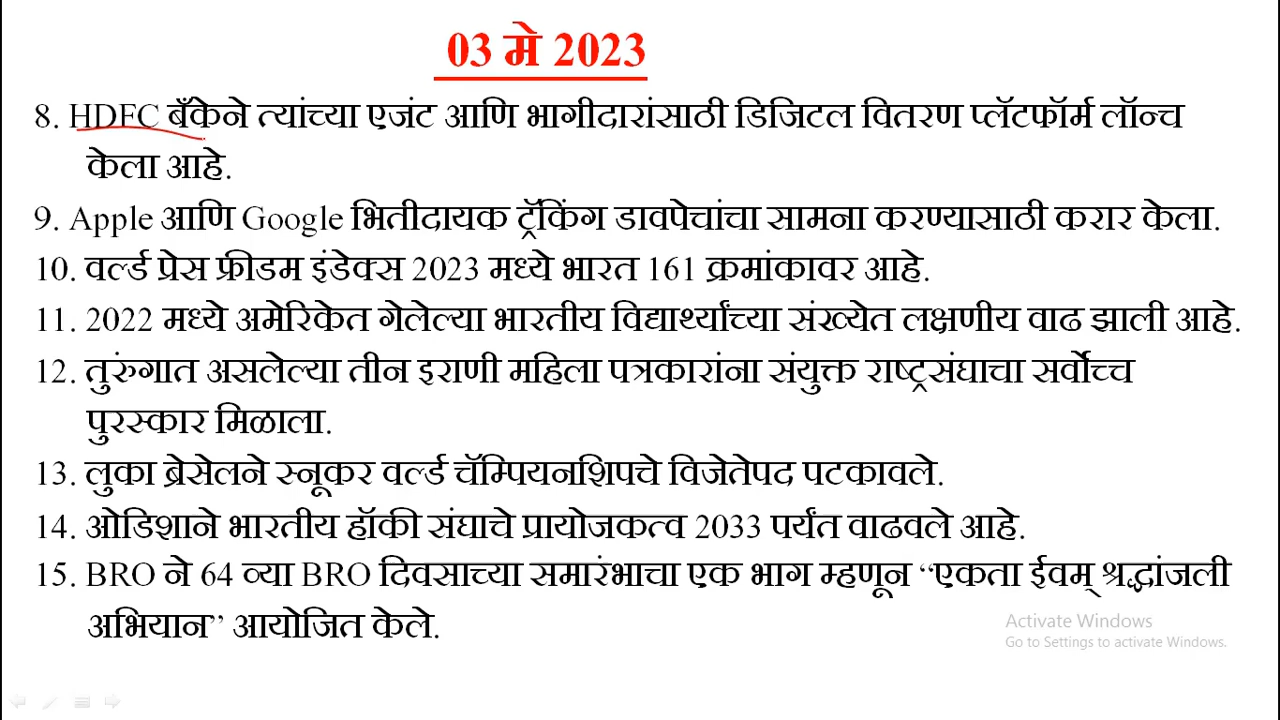 03 मे 2023
8. HDFC बँकेने त्यांच्या एजंट आणि भागीदारांसाठी डिजिटल वितरण प्लॅटफॉर्म लॉन्च
केला आहे.
9. Apple आणि Google भितीदायक ट्रॅकिंग डावपेचांचा सामना करण्यासाठी करार केला.
10. वर्ल्ड प्रेस फ्रीडम इंडेक्स 2023 मध्ये भारत 161 क्रमांकावर आहे.
11. 2022 मध्ये अमेरिकेत गेलेल्या भारतीय विद्यार्थ्यांच्या संख्येत लक्षणीय वाढ झाली आहे.
12. तुरुंगात असलेल्या तीन इराणी महिला पत्रकारांना संयुक्त राष्ट्रसंघाचा सर्वोच्च
पुरस्कार मिळाला.
13. लुका ब्रेसेलने स्नूकर वर्ल्ड चॅम्पियनशिपचे विजेतेपद पटकावले.
14. ओडिशाने भारतीय हॉकी संघाचे प्रायोजकत्व 2033 पर्यंत वाढवले आहे.
15. BRO ने 64 व्या BRO दिवसाच्या समारंभाचा एक भाग म्हणून “एकता ईवम् श्रद्धांजली
अभियान” आयोजित केले.
Activate Windows
Go to Settings to activate Windows.